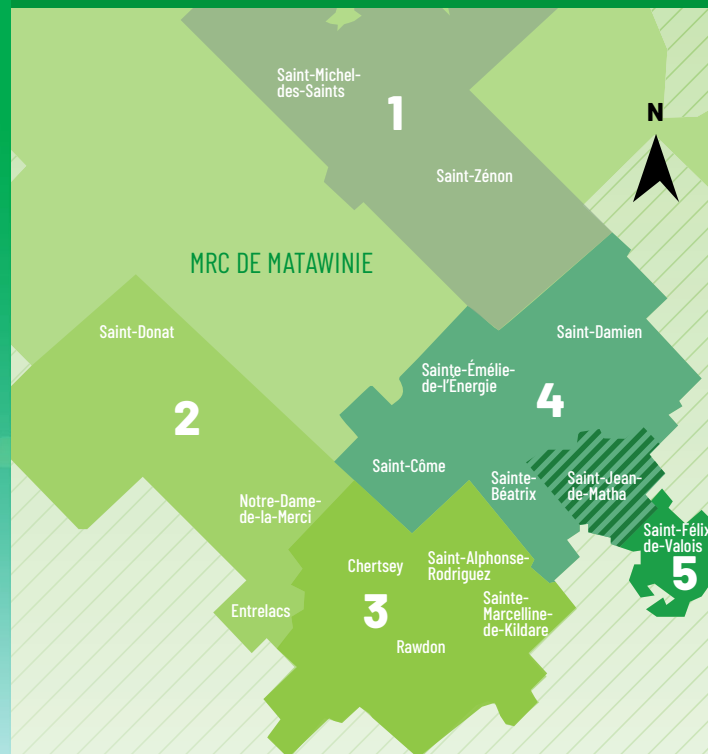 Saint-Michel-
des-Saints
1
N
Saint-Zénon
MRC DE MATAWINIE
Saint-Donat
Saint-Damien
2
Sainte-Émélie-
de-l'Énergie
4
Saint-Côme
Sainte-
Béatrix
Saint-Jean-
de-Matha
Notre-Dame-
de-la-Merci
Saint-Félix
de-Valois
5
Chertsey
Saint-Alphonse-
Rodriguez
3
Sainte-
Marcelline-
de-Kildare
Entrelacs
Rawdon